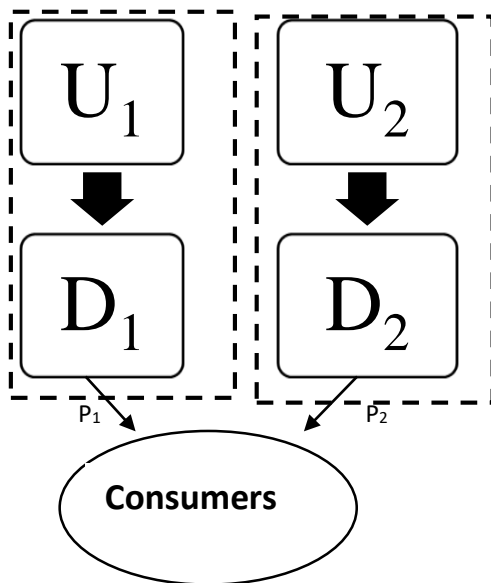 U₁ U₂
D₁ D₂
P₁ P₂
Consumers